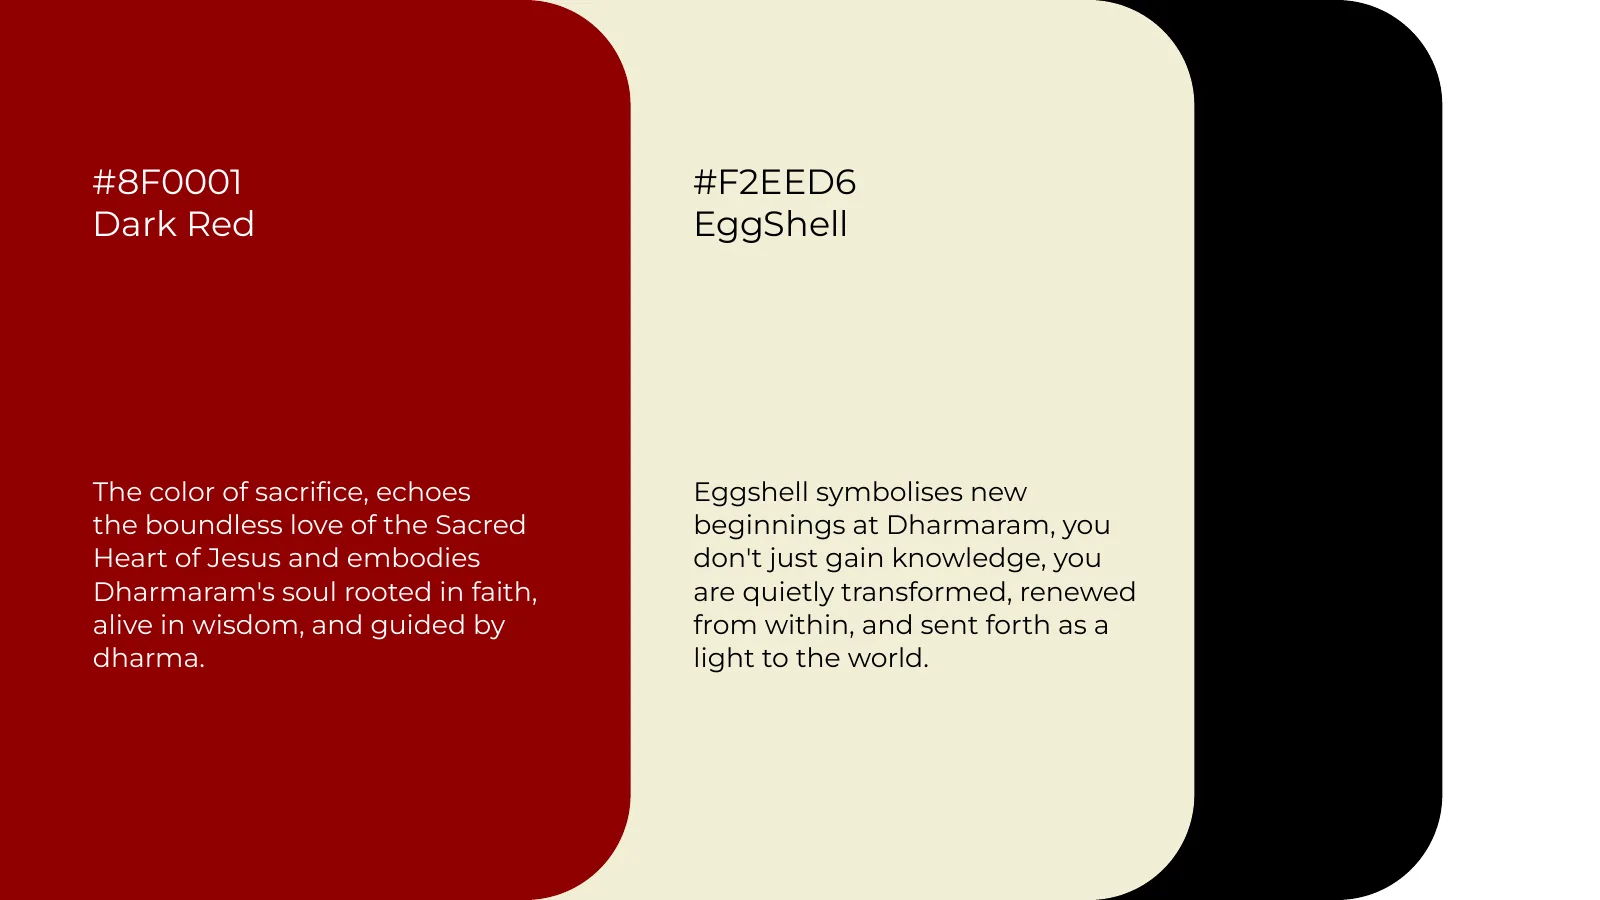 #8F0001
Dark Red
The color of sacrifice, echoes
the boundless love of the Sacred
Heart of Jesus and embodies
Dharmaram's soul rooted in faith,
alive in wisdom, and guided by
dharma.
#F2EED6
EggShell
Eggshell symbolises new
beginnings at Dharmaram, you
don't just gain knowledge, you
are quietly transformed, renewed
from within, and sent forth as a
light to the world.